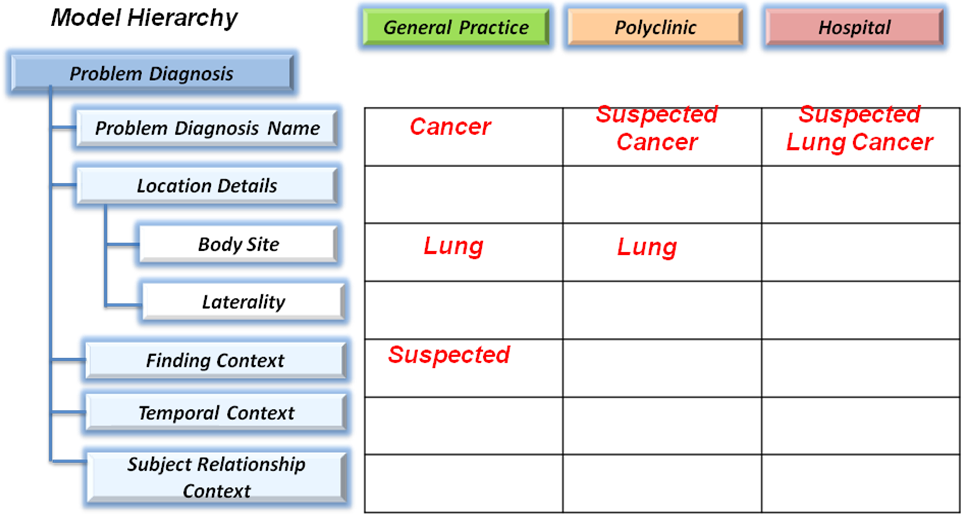 Model Hierarchy
General Practice
Polyclinic
Hospital
Problem Diagnosis
Problem Diagnosis Name
Cancer
Suspected
Cancer
Suspected
Lung Cancer
Location Details
Body Site
Lung
Lung
Laterality
Finding Context
Suspected
Temporal Context
Subject Relationship
Context